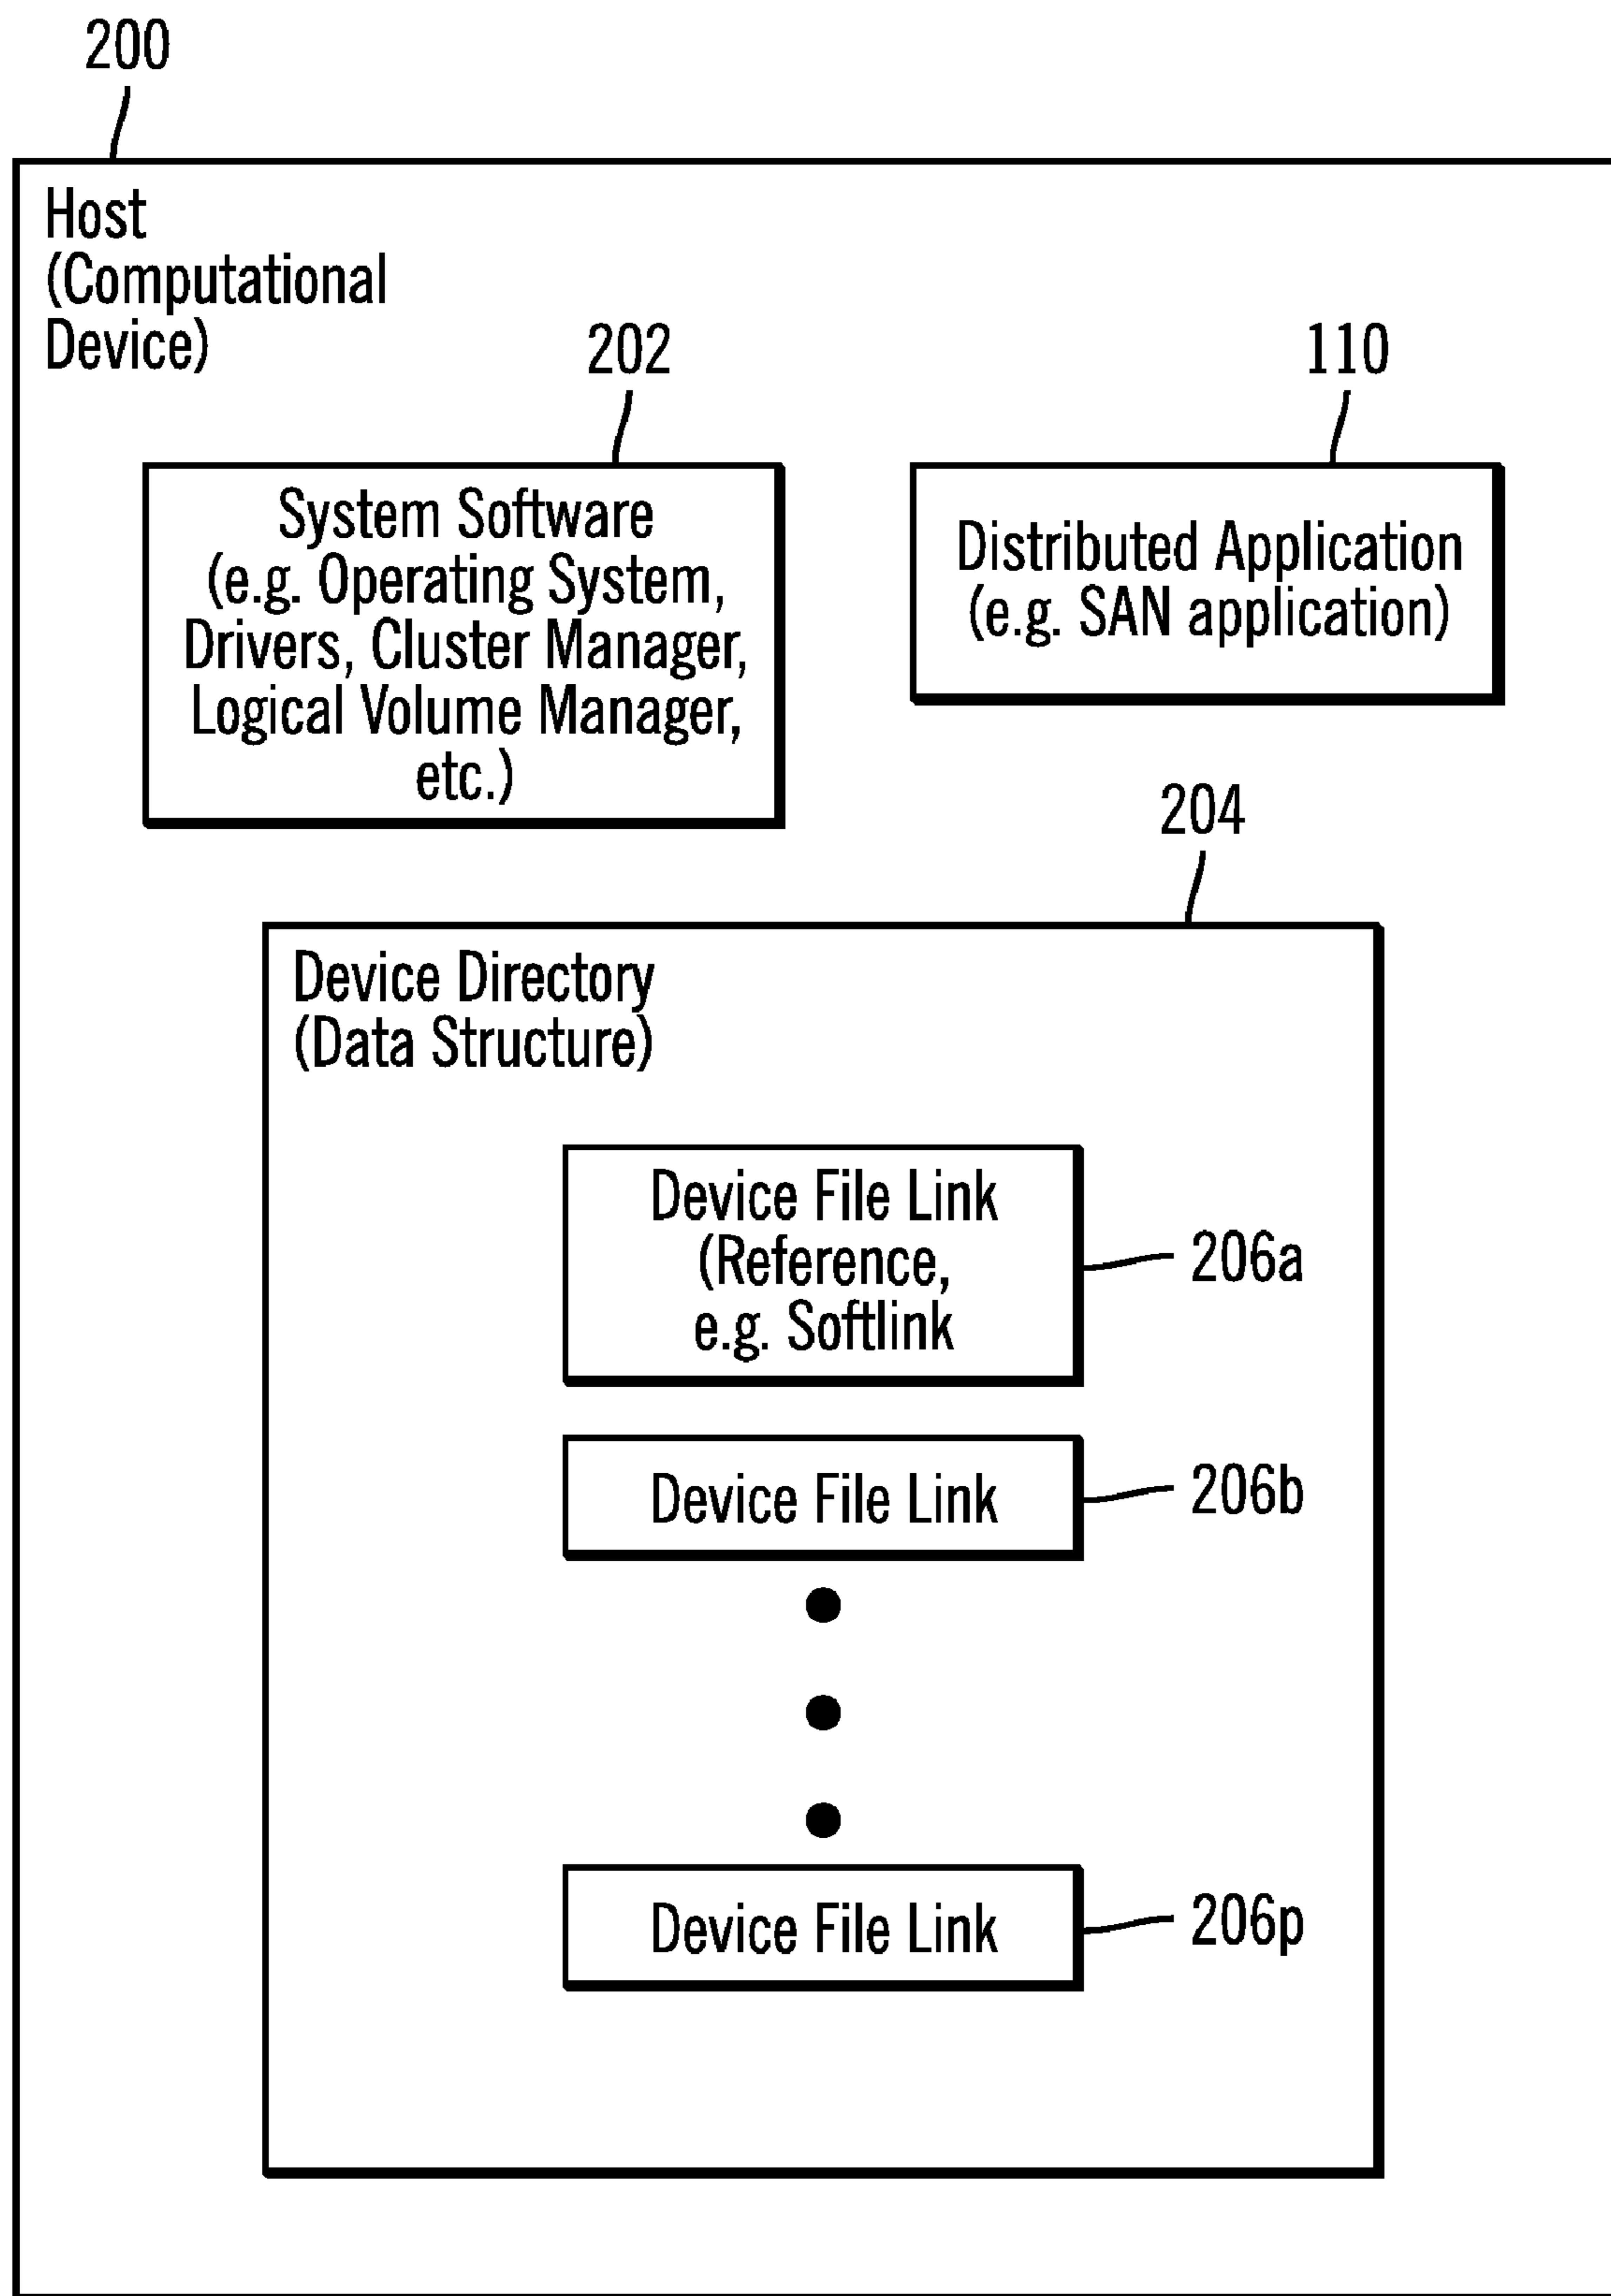 200
Host
(Computational
Device)
202
System Software
(e.g. Operating System,
Drivers, Cluster Manager,
Logical Volume Manager,
etc.)
110
Distributed Application
(e.g. SAN application)
204
Device Directory
(Data Structure)
Device File Link
(Reference,
e.g. Softlink
206a
Device File Link
206b
Device File Link
206p